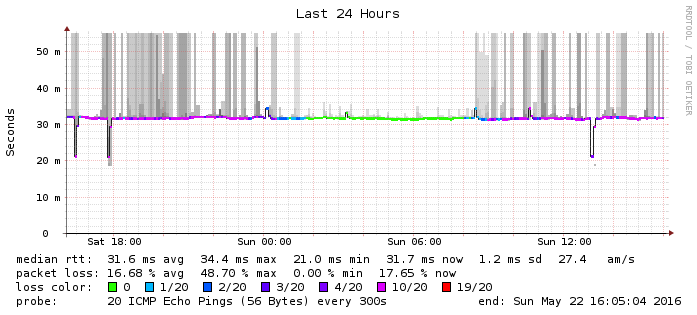 Last 24 Hours
RRDTOOL / TOBI OETIKER
Seconds
50 m
40 m
30 m
20 m
10 m
0
Sat 18:00 Sun 00:00 Sun 06:00 Sun 12:00
median rtt: 31.6 ms avg 34.4 ms max 21.0 ms min 31.7 ms now 1.2 ms sd 27.4 am/s
packet loss: 16.68 % avg 48.70 % max 0.00 % min 17.65 % now
loss color: 0 1/20 2/20 3/20 4/20 10/20 19/20
probe: 20 ICMP Echo Pings (56 Bytes) every 300s end: Sun May 22 16:05:04 2016